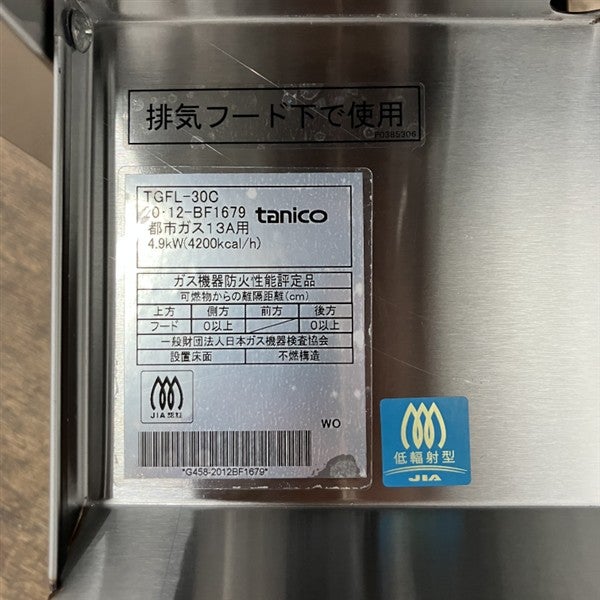 排気フード下で使用
P0385306
TGFL-30C
20・12-BF1679 tanico
都市ガス13A用
4.9kW(4200kcal/h)
ガス機器防火性能評定品
可燃物からの離隔距離(cm)
上方 側方 前方 後方
フード 0以上 0以上
一般財団法人日本ガス機器検査協会
設置床面 不燃構造
JIA認証
WO
*G458-2012BF1679*
低輻射型
JIA